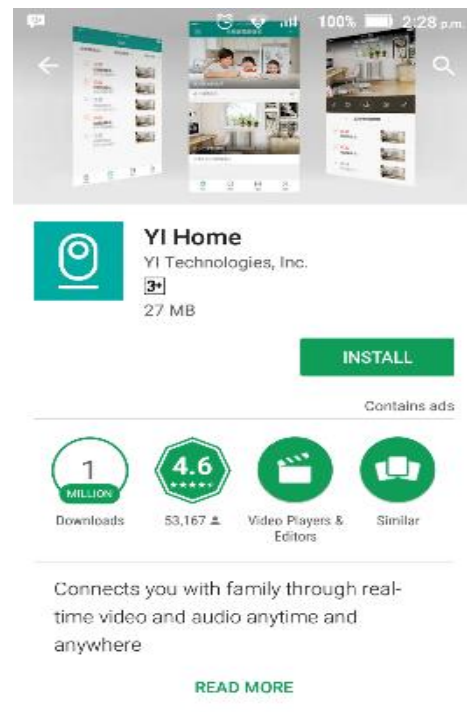 100% 2:28 p.m.
YI Home
YI Technologies, Inc.
3+
27 MB
INSTALL
Contains ads
1
MILLION
Downloads
4.6
53,167
Video Players &
Editors
Similar
Connects you with family through real-
time video and audio anytime and
anywhere
READ MORE